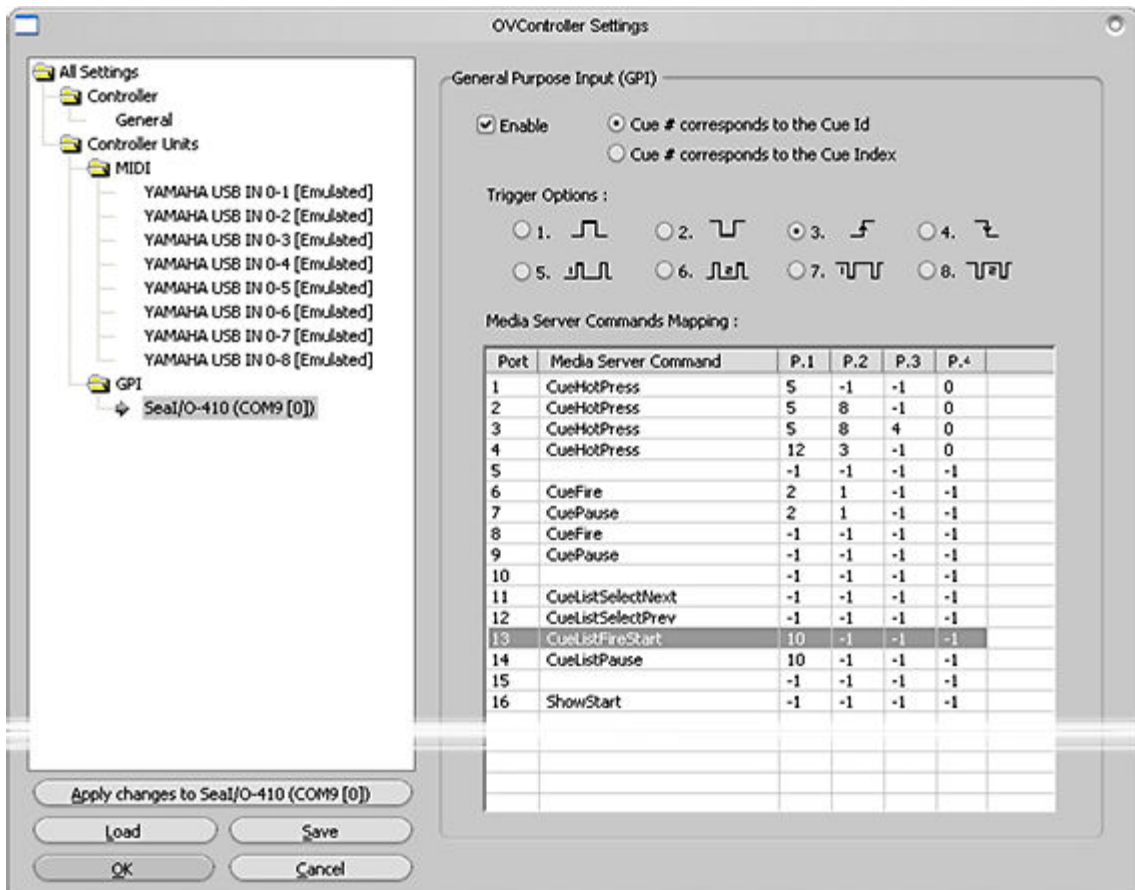 OVController Settings
All Settings
Controller
General
Controller Units
MIDI
YAMAHA USB IN 0-1 [Emulated]
YAMAHA USB IN 0-2 [Emulated]
YAMAHA USB IN 0-3 [Emulated]
YAMAHA USB IN 0-4 [Emulated]
YAMAHA USB IN 0-5 [Emulated]
YAMAHA USB IN 0-6 [Emulated]
YAMAHA USB IN 0-7 [Emulated]
YAMAHA USB IN 0-8 [Emulated]
GPI
SeaI/O-410 (COM9 [0])
Apply changes to SeaI/O-410 (COM9 [0])
Load Save
OK Cancel
General Purpose Input (GPI)
Enable Cue # corresponds to the Cue Id
Cue # corresponds to the Cue Index
Trigger Options :
1. 2. 3. 4.
5. 6. 7. 8.
Media Server Commands Mapping :
Port Media Server Command P.1 P.2 P.3 P.4
1 CueHotPress 5 -1 -1 0
2 CueHotPress 5 8 -1 0
3 CueHotPress 5 8 4 0
4 CueHotPress 12 3 -1 0
5 -1 -1 -1 -1
6 CueFire 2 1 -1 -1
7 CuePause 2 1 -1 -1
8 CueFire -1 -1 -1 -1
9 CuePause -1 -1 -1 -1
10 -1 -1 -1 -1
11 CueListSelectNext -1 -1 -1 -1
12 CueListSelectPrev -1 -1 -1 -1
13 CueListFireStart 10 -1 -1 -1
14 CueListPause 10 -1 -1 -1
15 -1 -1 -1 -1
16 ShowStart -1 -1 -1 -1